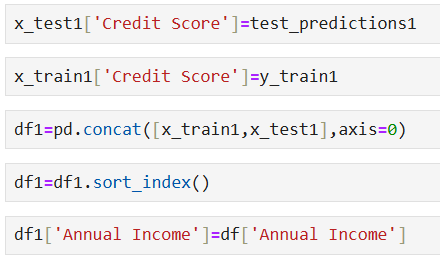 x_test1['Credit Score']=test_predictions1
x_train1['Credit Score']=y_train1
df1=pd.concat([x_train1,x_test1],axis=0)
df1=df1.sort_index()
df1['Annual Income']=df['Annual Income']